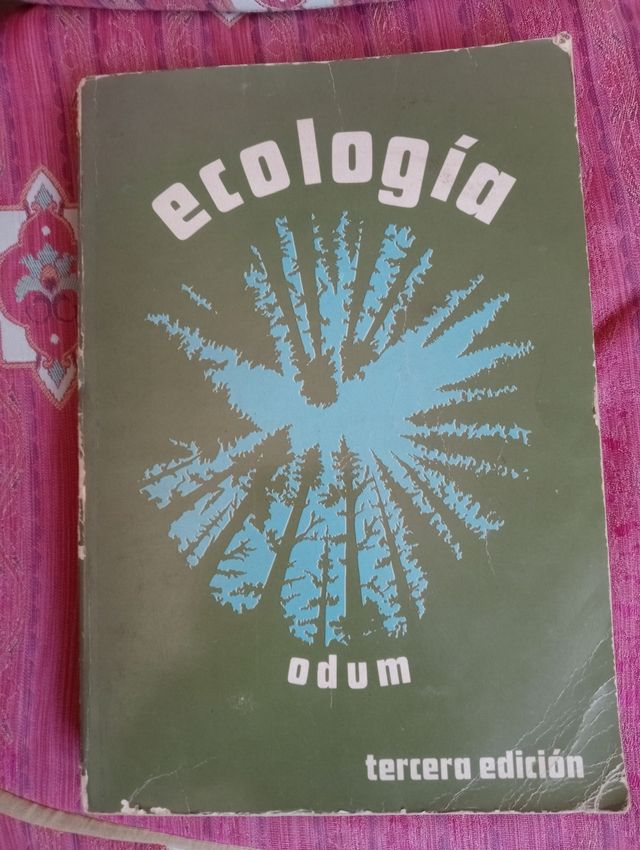 ecología
odum
tercera edición